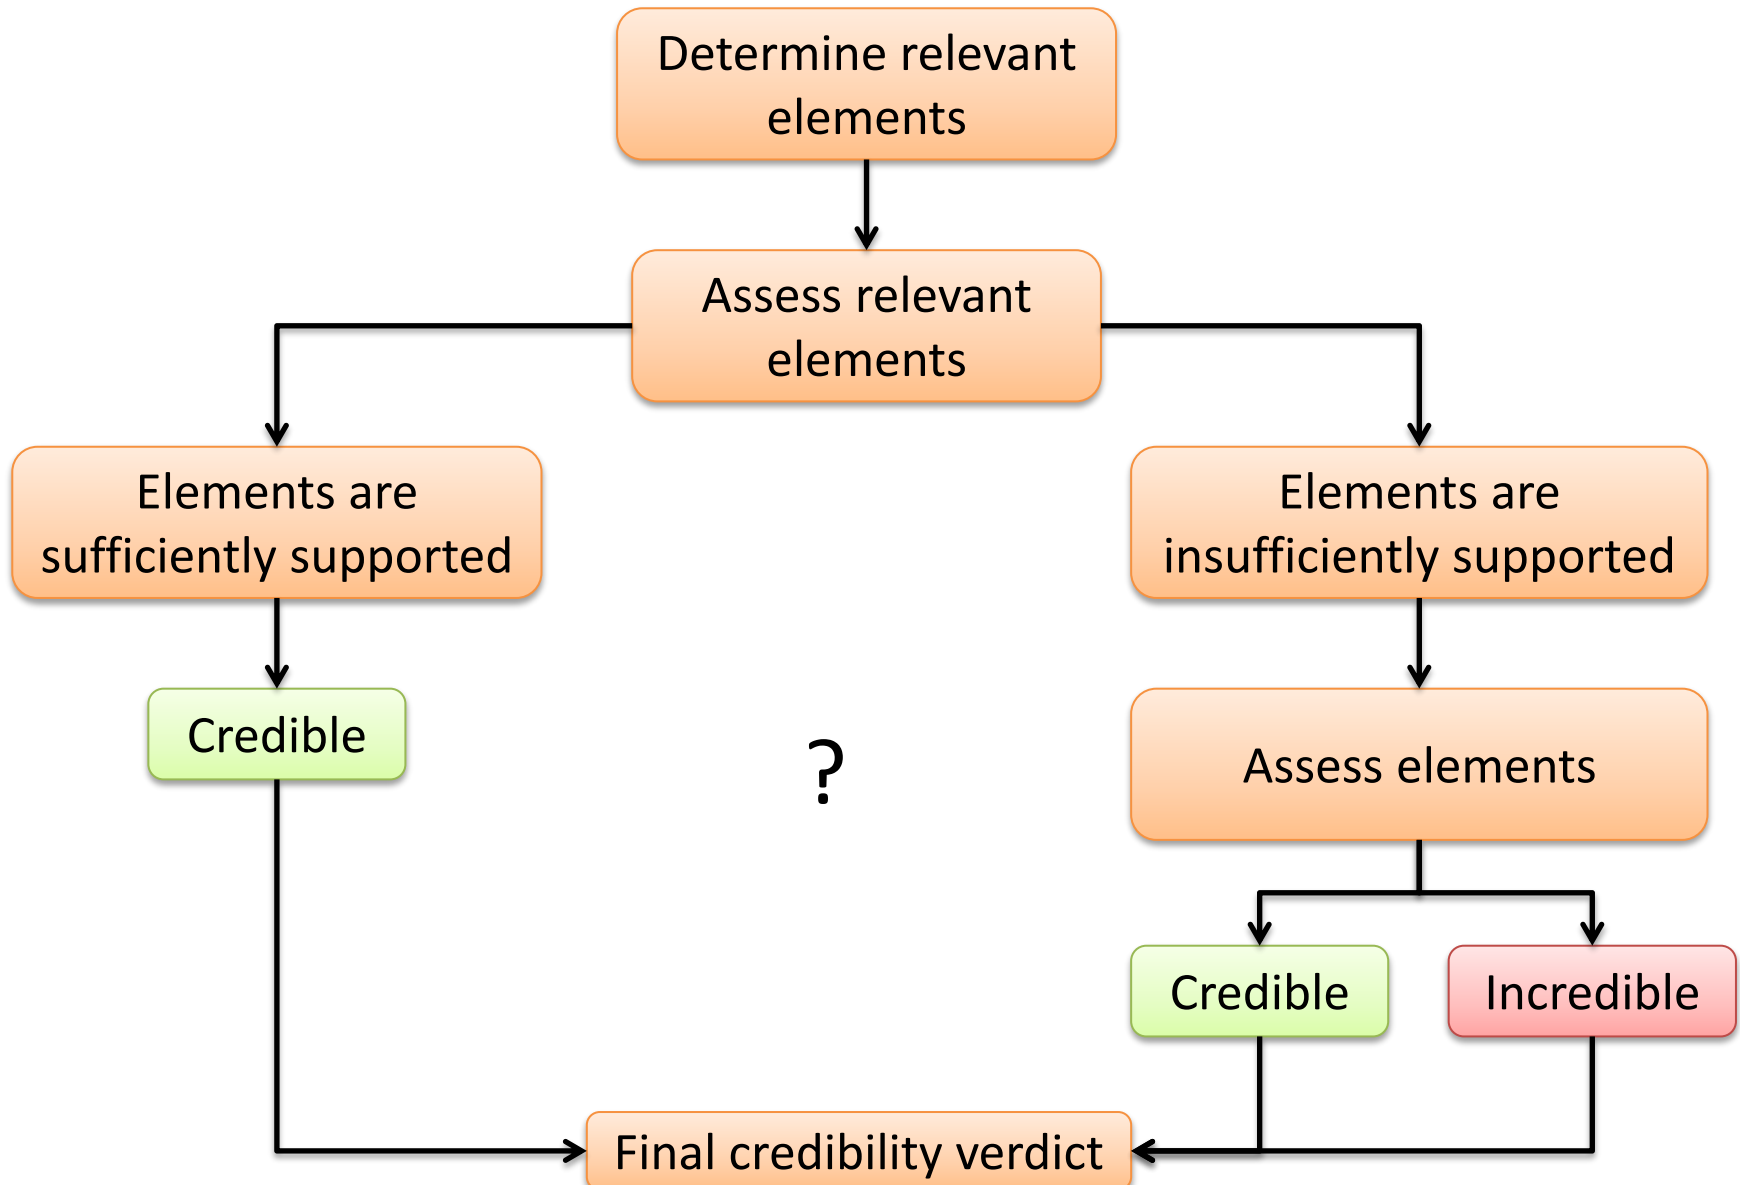 Determine relevant
elements
Assess relevant
elements
Elements are
sufficiently supported
Elements are
insufficiently supported
Credible
?
Assess elements
Credible
Incredible
Final credibility verdict